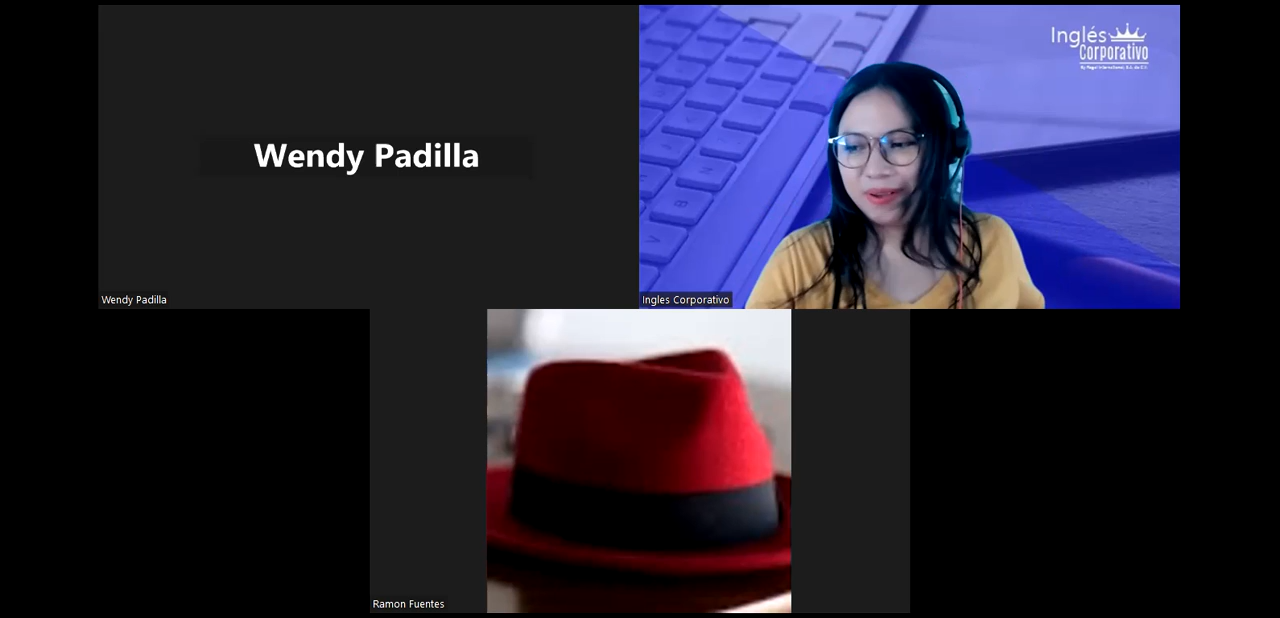 Wendy Padilla
Wendy Padilla
Inglés
Corporativo
Ingles Corporativo
Ramon Fuentes